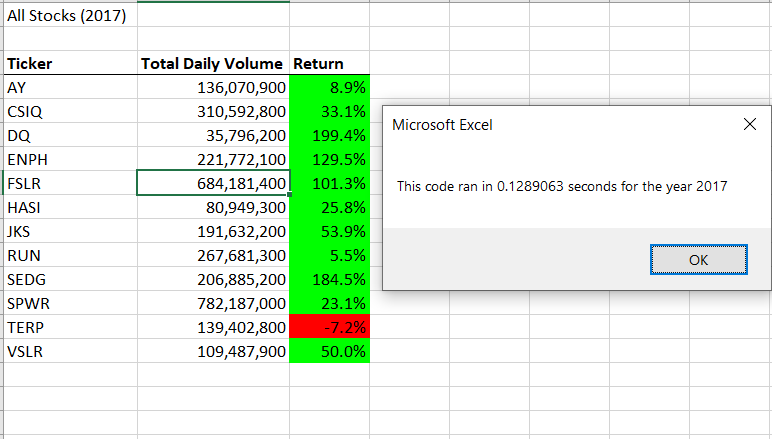 All Stocks (2017)
Ticker Total Daily Volume Return
AY 136,070,900 8.9%
CSIQ 310,592,800 33.1%
DQ 35,796,200 199.4%
ENPH 221,772,100 129.5%
FSLR 684,181,400 101.3%
HASI 80,949,300 25.8%
JKS 191,632,200 53.9%
RUN 267,681,300 5.5%
SEDG 206,885,200 184.5%
SPWR 782,187,000 23.1%
TERP 139,402,800 -7.2%
VSLR 109,487,900 50.0%
Microsoft Excel
This code ran in 0.1289063 seconds for the year 2017
OK